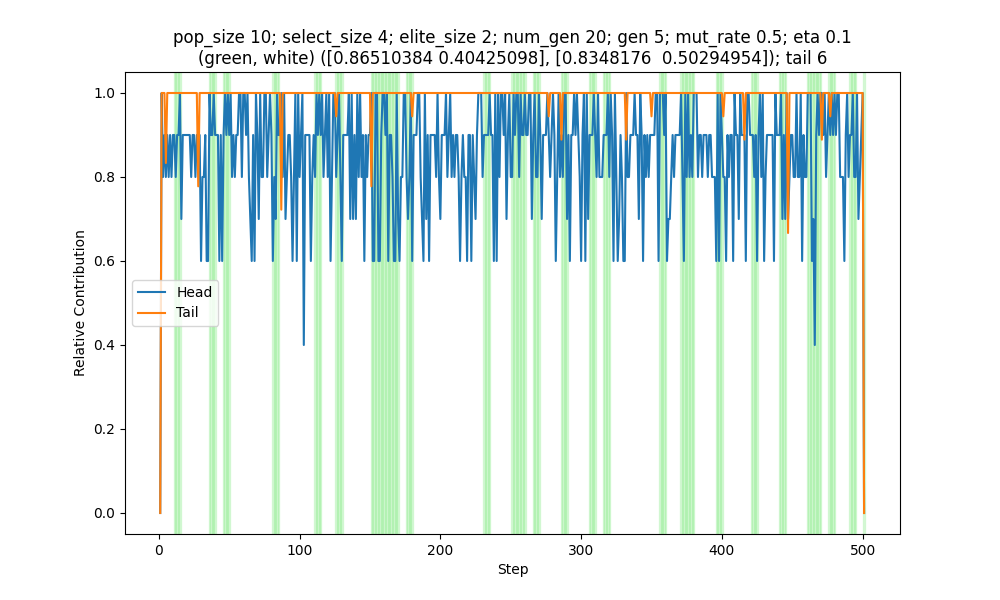 pop_size 10; select_size 4; elite_size 2; num_gen 20; gen 5; mut_rate 0.5; eta 0.1
(green, white) ([0.86510384 0.40425098], [0.8348176  0.50294954]); tail 6
1.0
0.8
0.6
0.4
0.2
0.0
Relative Contribution
Head
Tail
0
100
200
300
400
500
Step